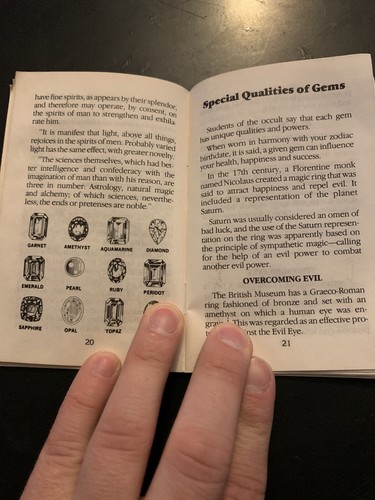 have fine spirits, as appears by their splendor,
and therefore may operate, by consent, on
the spirits of man to strengthen and exhila-
rate him.
"It is manifest that light, above all things,
rejoices in the spirits of men. Probably varied
light has the same effect, with greater novelty.
"The sciences themselves, which had bet-
ter intelligence and confederacy with the
imagination of man than with his reason, are
three in number: Astrology, natural magic
and alchemy; of which sciences, neverthe-
less, the ends or pretenses are noble."
GARNET AMETHYST AQUAMARINE DIAMOND
EMERALD PEARL RUBY PERIDOT
SAPPHIRE OPAL TOPAZ
20
Special Qualities of Gems
Students of the occult say that each gem
has unique qualities and powers.
When worn in harmony with your zodiac
birthdate, it is said, a given gem can influence
your health, happiness and success.
In the 17th century, a Florentine monk
named Nicolus created a magic ring that was
said to attract happiness and repel evil. It
included a representation of the planet
Saturn.
Saturn was usually considered an omen of
bad luck, and the use of the Saturn represen-
tation on the ring was apparently based on
the principle of sympathetic magic—calling
for the help of an evil power to combat
another evil power.
OVERCOMING EVIL
The British Museum has a Graeco-Roman
ring fashioned of bronze and set with an
amethyst on which a human eye was en-
This was regarded as an effective pro-
the Evil Eye.
21